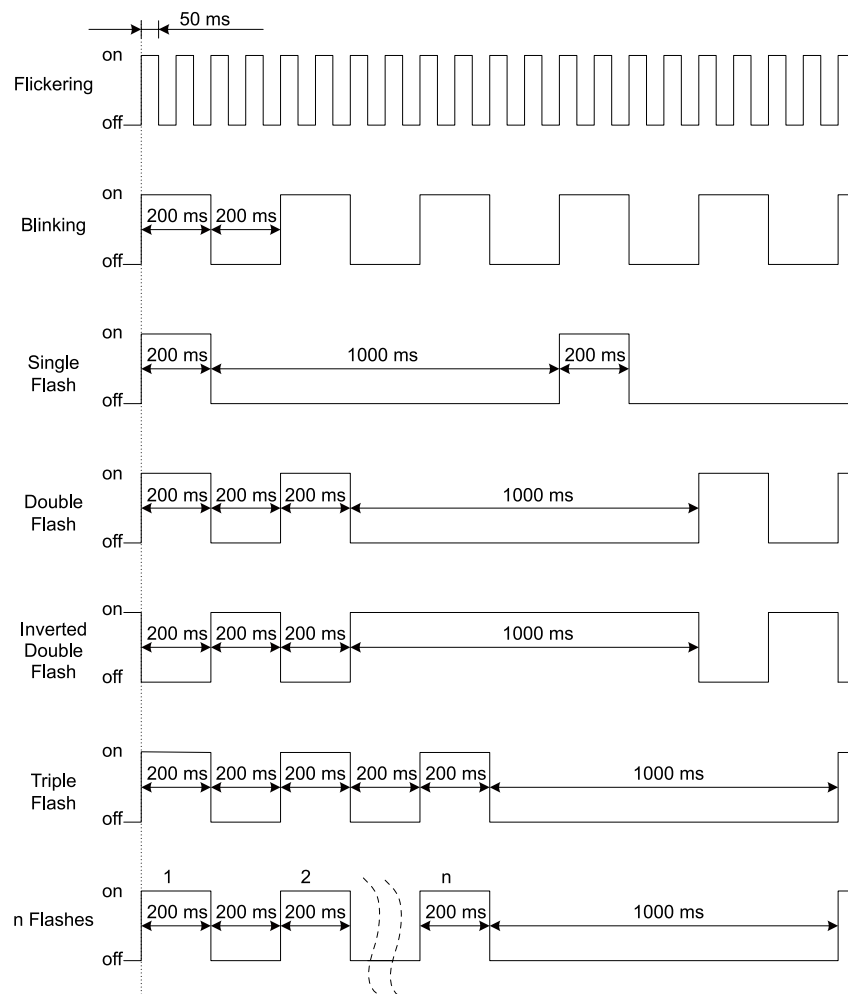 50 ms
on
Flickering
off
on
Blinking
200 ms 200 ms
off
on
Single
Flash
200 ms 1000 ms 200 ms
off
on
Double
Flash
200 ms 200 ms 200 ms 1000 ms
off
on
Inverted
Double
Flash
200 ms 200 ms 200 ms 1000 ms
off
on
Triple
Flash
200 ms 200 ms 200 ms 200 ms 200 ms 1000 ms
off
1 2 n
on
n Flashes
200 ms 200 ms 200 ms 200 ms 1000 ms
off